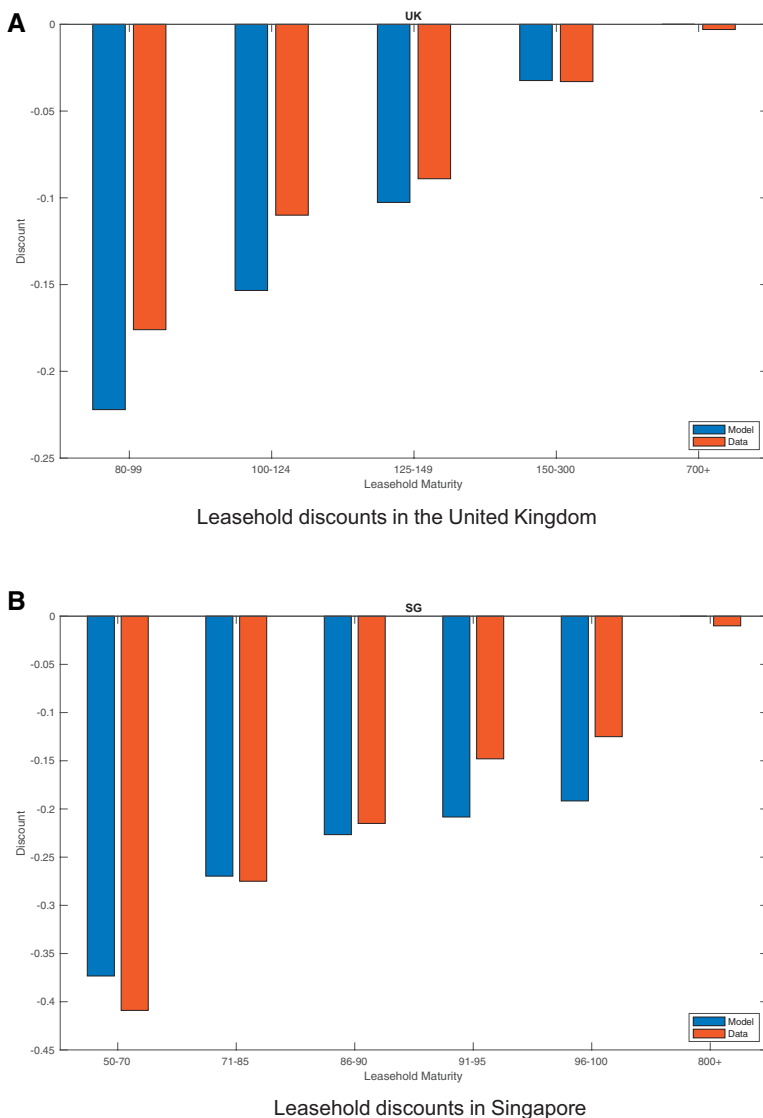 A
UK
0
-0.05
-0.1
-0.15
-0.2
-0.25
Discount
Model
Data
80-99 100-124 125-149 150-300 700+
Leasehold Maturity
Leasehold discounts in the United Kingdom
B
SG
0
-0.05
-0.1
-0.15
-0.2
-0.25
-0.3
-0.35
-0.4
-0.45
Discount
Model
Data
50-70 71-85 86-90 91-95 96-100 800+
Leasehold Maturity
Leasehold discounts in Singapore